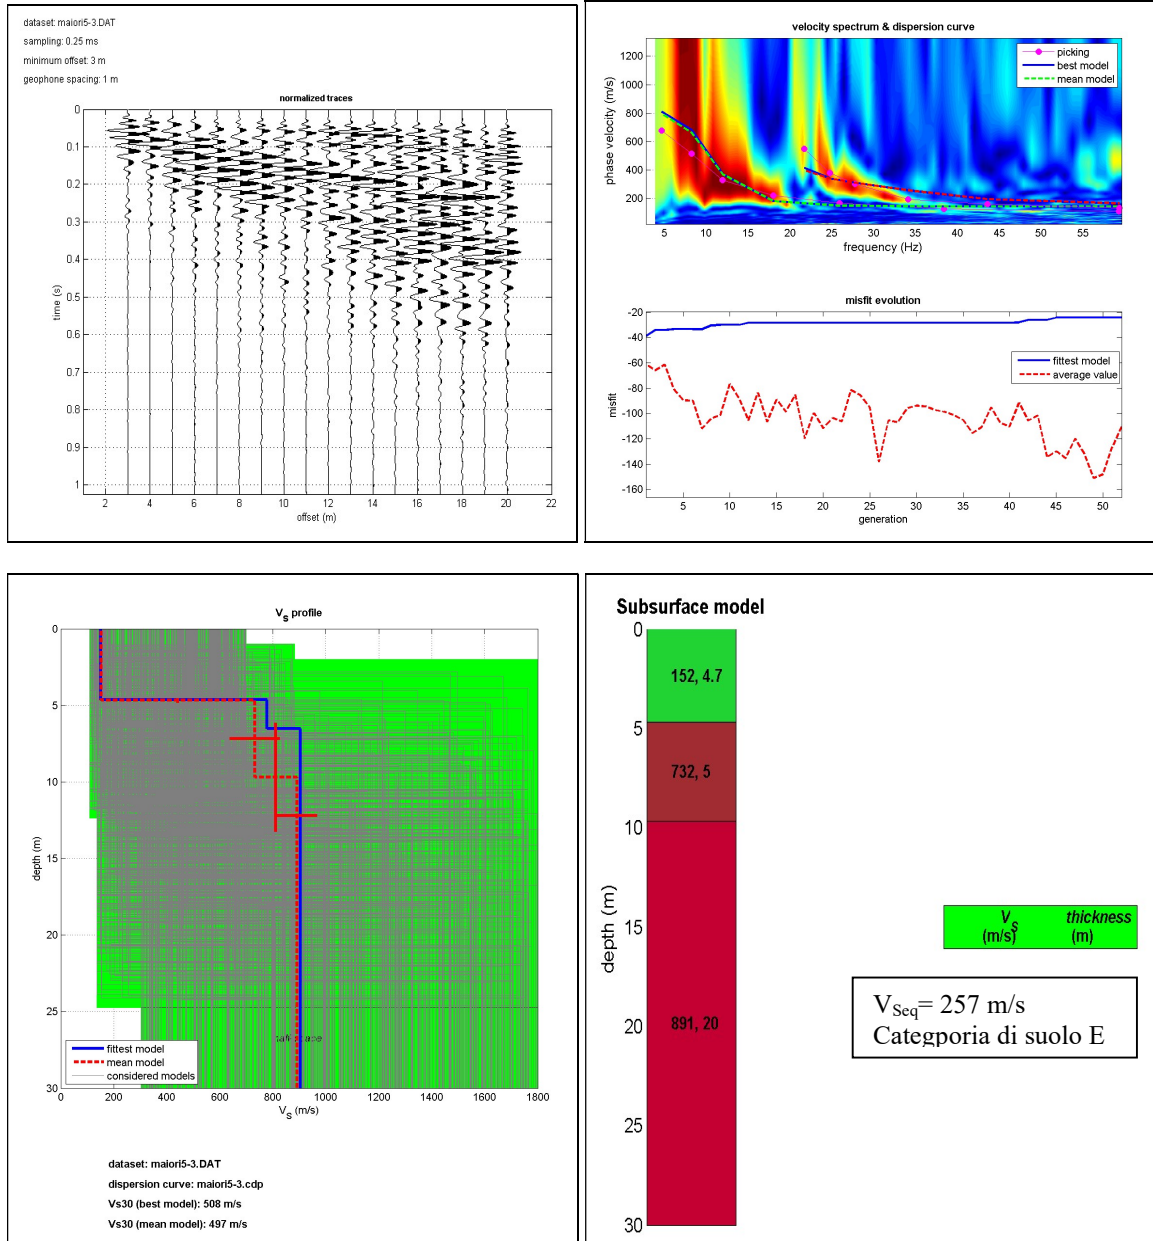 dataset: maiori5-3.DAT
sampling: 0.25 ms
minimum offset: 3 m
geophone spacing: 1 m
normalized traces
0
0.1
0.2
0.3
0.4
0.5
0.6
0.7
0.8
0.9
1
time (s)
2 4 6 8 10 12 14 16 18 20 22
offset (m)
velocity spectrum & dispersion curve
picking
best model
mean model
1200
1000
800
600
400
200
phase velocity (m/s)
5 10 15 20 25 30 35 40 45 50 55
frequency (Hz)
misfit evolution
-20
-40
-60
-80
-100
-120
-140
-160
misfit
fittest model
average value
5 10 15 20 25 30 35 40 45 50
generation
VS profile
0
5
10
15
20
25
30
depth (m)
fittest model
mean model
considered models
0 200 400 600 800 1000 1200 1400 1600 1800
VS (m/s)
dataset: maiori5-3.DAT
dispersion curve: maiori5-3.cdp
Vs30 (best model): 508 m/s
Vs30 (mean model): 497 m/s
Subsurface model
0
5
10
15
20
25
30
depth (m)
152, 4.7
732, 5
891, 20
VS thickness
(m/s) (m)
VSeq= 257 m/s
Categporia di suolo E